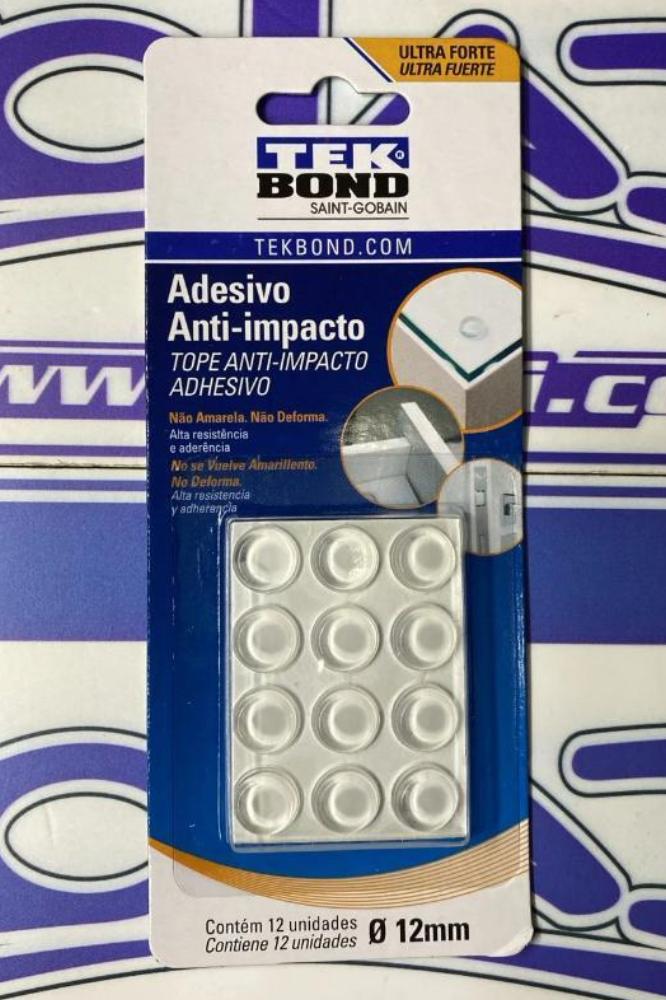 ULTRA FORTE
ULTRA FUERTE
TEK®
BOND
SAINT-GOBAIN
TEKBOND.COM
Adesivo
Anti-impacto
TOPE ANTI-IMPACTO
ADHESIVO
Não Amarela. Não Deforma.
Alta resistência
e aderência
No se Vuelve Amarillento.
No Deforma.
Alta resistencia
y adherencia
Contém 12 unidades
Contiene 12 unidades
Ø 12mm